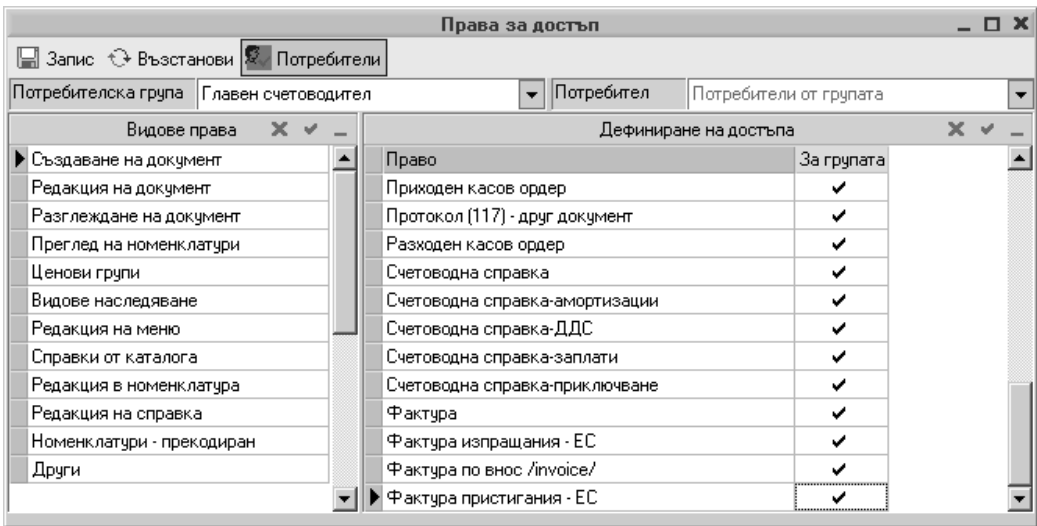 Права за достъп
Запис Възстанови Потребители
Потребителска група Главен счетоводител Потребител Потребители от групата
Видове права
Създаване на документ
Редакция на документ
Разглеждане на документ
Преглед на номенклатури
Ценови групи
Видове наследяване
Редакция на меню
Справки от каталога
Редакция в номенклатура
Редакция на справка
Номенклатури - прекодиран
Други
Дефиниране на достъпа
Право За групата
Приходен касов ордер
Протокол (117) - друг документ
Разходен касов ордер
Счетоводна справка
Счетоводна справка-амортизации
Счетоводна справка-ДДС
Счетоводна справка-заплати
Счетоводна справка-приключване
Фактура
Фактура изпращания - ЕС
Фактура по внос /invoice/
Фактура пристигания - ЕС